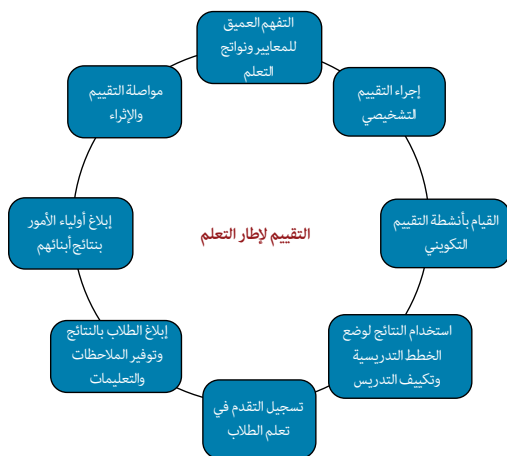 التفهم العميق
للمعايير ونواتج
التعلم
إجراء التقييم
التشخيصي
القيام بأنشطة التقييم
التكويني
استخدام النتائج لوضع
الخطط التدريسية
وتكييف التدريس
تسجيل التقدم في
تعلم الطلاب
إبلاغ الطلاب بالنتائج
وتوفير الملاحظات
والتعليمات
إبلاغ أولياء الأمور
بنتائج أبنائهم
مواصلة التقييم
والإثراء
التقييم لإطار التعلم